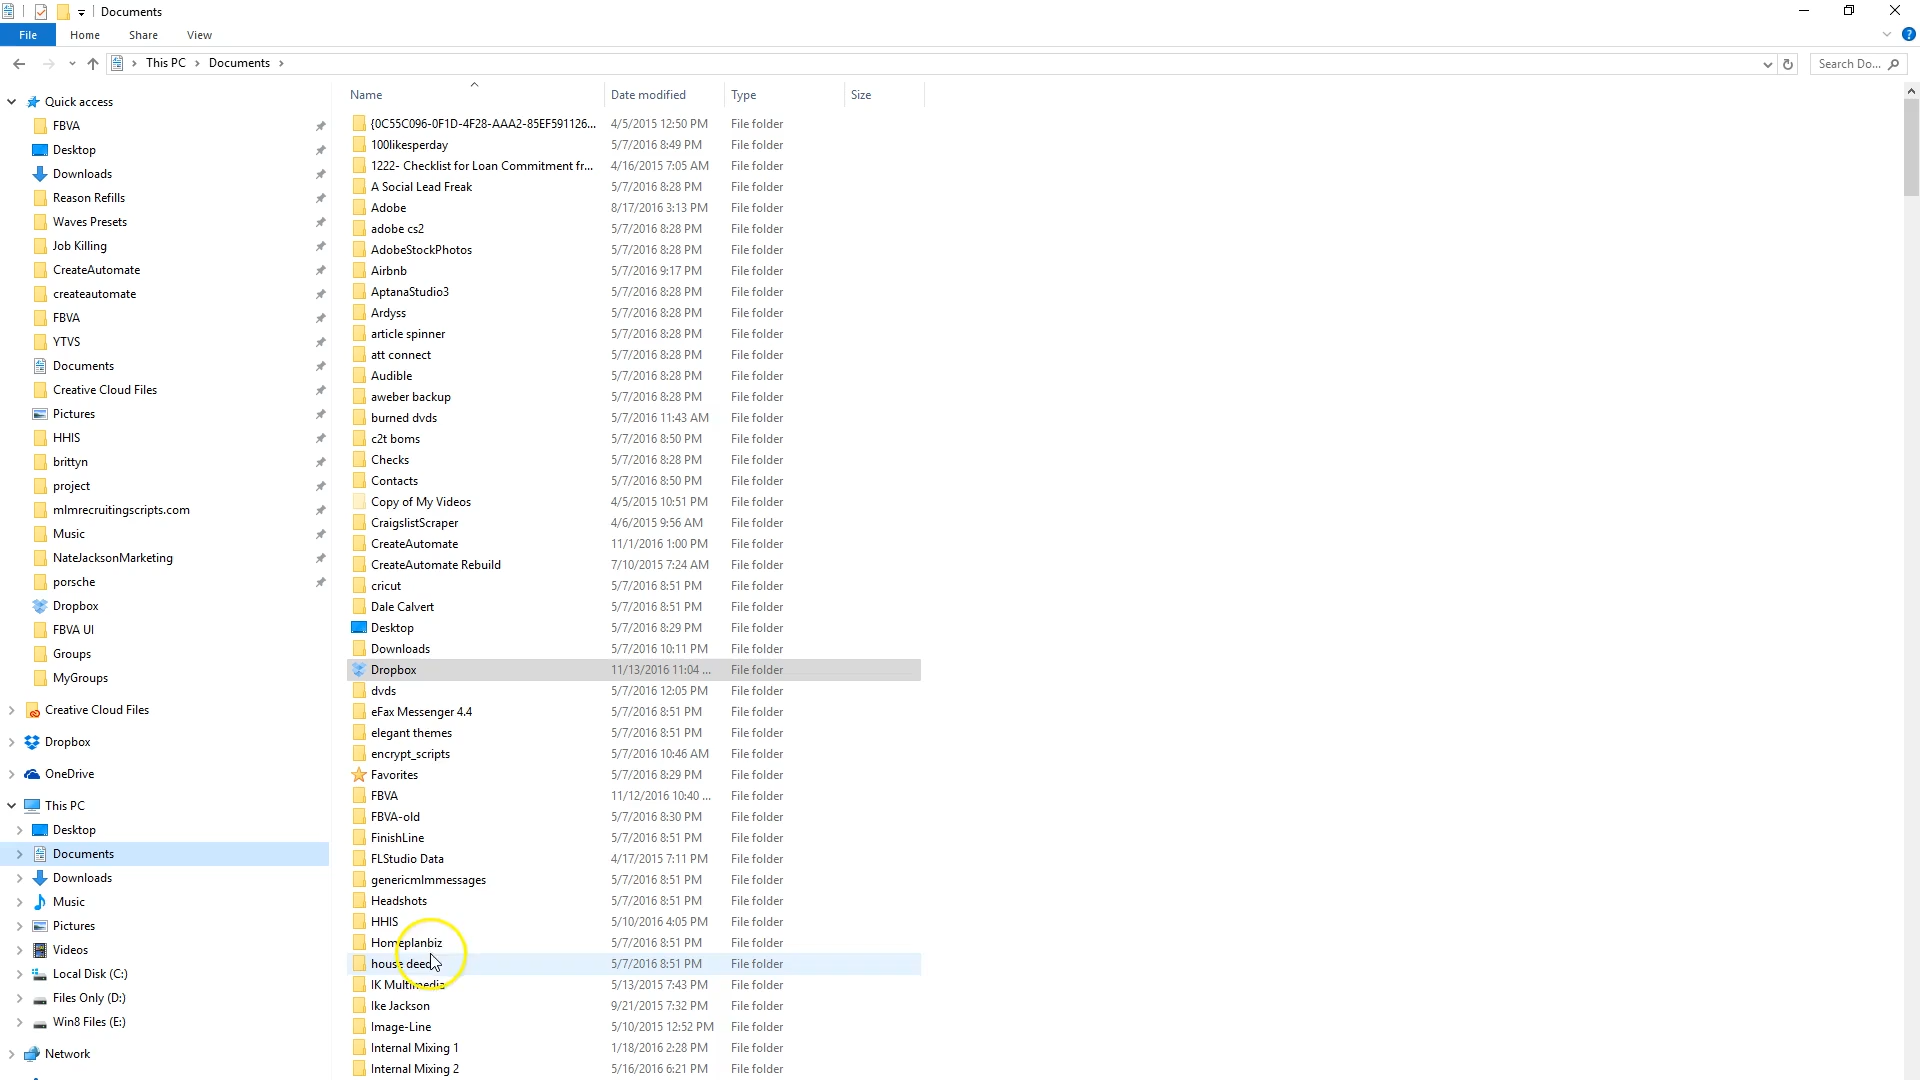 Documents
File Home Share View
This PC Documents
Search Do...
Quick access
FBVA
Desktop
Downloads
Reason Refills
Waves Presets
Job Killing
CreateAutomate
createautomate
FBVA
YTVS
Documents
Creative Cloud Files
Pictures
HHIS
brittyn
project
mlmrecruitingscripts.com
Music
NateJacksonMarketing
porsche
Dropbox
FBVA UI
Groups
MyGroups
Creative Cloud Files
Dropbox
OneDrive
This PC
Desktop
Documents
Downloads
Music
Pictures
Videos
Local Disk (C:)
Files Only (D:)
Win8 Files (E:)
Network
Name Date modified Type Size
{0C55C096-0F1D-4F28-AAA2-85EF591126... 4/5/2015 12:50 PM File folder
100likesperday 5/7/2016 8:49 PM File folder
1222- Checklist for Loan Commitment fr... 4/16/2015 7:05 AM File folder
A Social Lead Freak 5/7/2016 8:28 PM File folder
Adobe 8/17/2016 3:13 PM File folder
adobe cs2 5/7/2016 8:28 PM File folder
AdobeStockPhotos 5/7/2016 8:28 PM File folder
Airbnb 5/7/2016 9:17 PM File folder
AptanaStudio3 5/7/2016 8:28 PM File folder
Ardyss 5/7/2016 8:28 PM File folder
article spinner 5/7/2016 8:28 PM File folder
att connect 5/7/2016 8:28 PM File folder
Audible 5/7/2016 8:28 PM File folder
aweber backup 5/7/2016 8:28 PM File folder
burned dvds 5/7/2016 11:43 AM File folder
c2t boms 5/7/2016 8:50 PM File folder
Checks 5/7/2016 8:28 PM File folder
Contacts 5/7/2016 8:50 PM File folder
Copy of My Videos 4/5/2015 10:51 PM File folder
CraigslistScraper 4/6/2015 9:56 AM File folder
CreateAutomate 11/1/2016 1:00 PM File folder
CreateAutomate Rebuild 7/10/2015 7:24 AM File folder
cricut 5/7/2016 8:51 PM File folder
Dale Calvert 5/7/2016 8:51 PM File folder
Desktop 5/7/2016 8:29 PM File folder
Downloads 5/7/2016 10:11 PM File folder
Dropbox 11/13/2016 11:04 ... File folder
dvds 5/7/2016 12:05 PM File folder
eFax Messenger 4.4 5/7/2016 8:51 PM File folder
elegant themes 5/7/2016 8:51 PM File folder
encrypt_scripts 5/7/2016 10:46 AM File folder
Favorites 5/7/2016 8:29 PM File folder
FBVA 11/12/2016 10:40 ... File folder
FBVA-old 5/7/2016 8:30 PM File folder
FinishLine 5/7/2016 8:51 PM File folder
FLStudio Data 4/17/2015 7:11 PM File folder
genericmlmmessages 5/7/2016 8:51 PM File folder
Headshots 5/7/2016 8:51 PM File folder
HHIS 5/10/2016 4:05 PM File folder
Homeplanbiz 5/7/2016 8:51 PM File folder
house deed 5/7/2016 8:51 PM File folder
IK Multimedia 5/13/2015 7:43 PM File folder
Ike Jackson 9/21/2015 7:32 PM File folder
Image-Line 5/10/2015 12:52 PM File folder
Internal Mixing 1 1/18/2016 2:28 PM File folder
Internal Mixing 2 5/16/2016 6:21 PM File folder